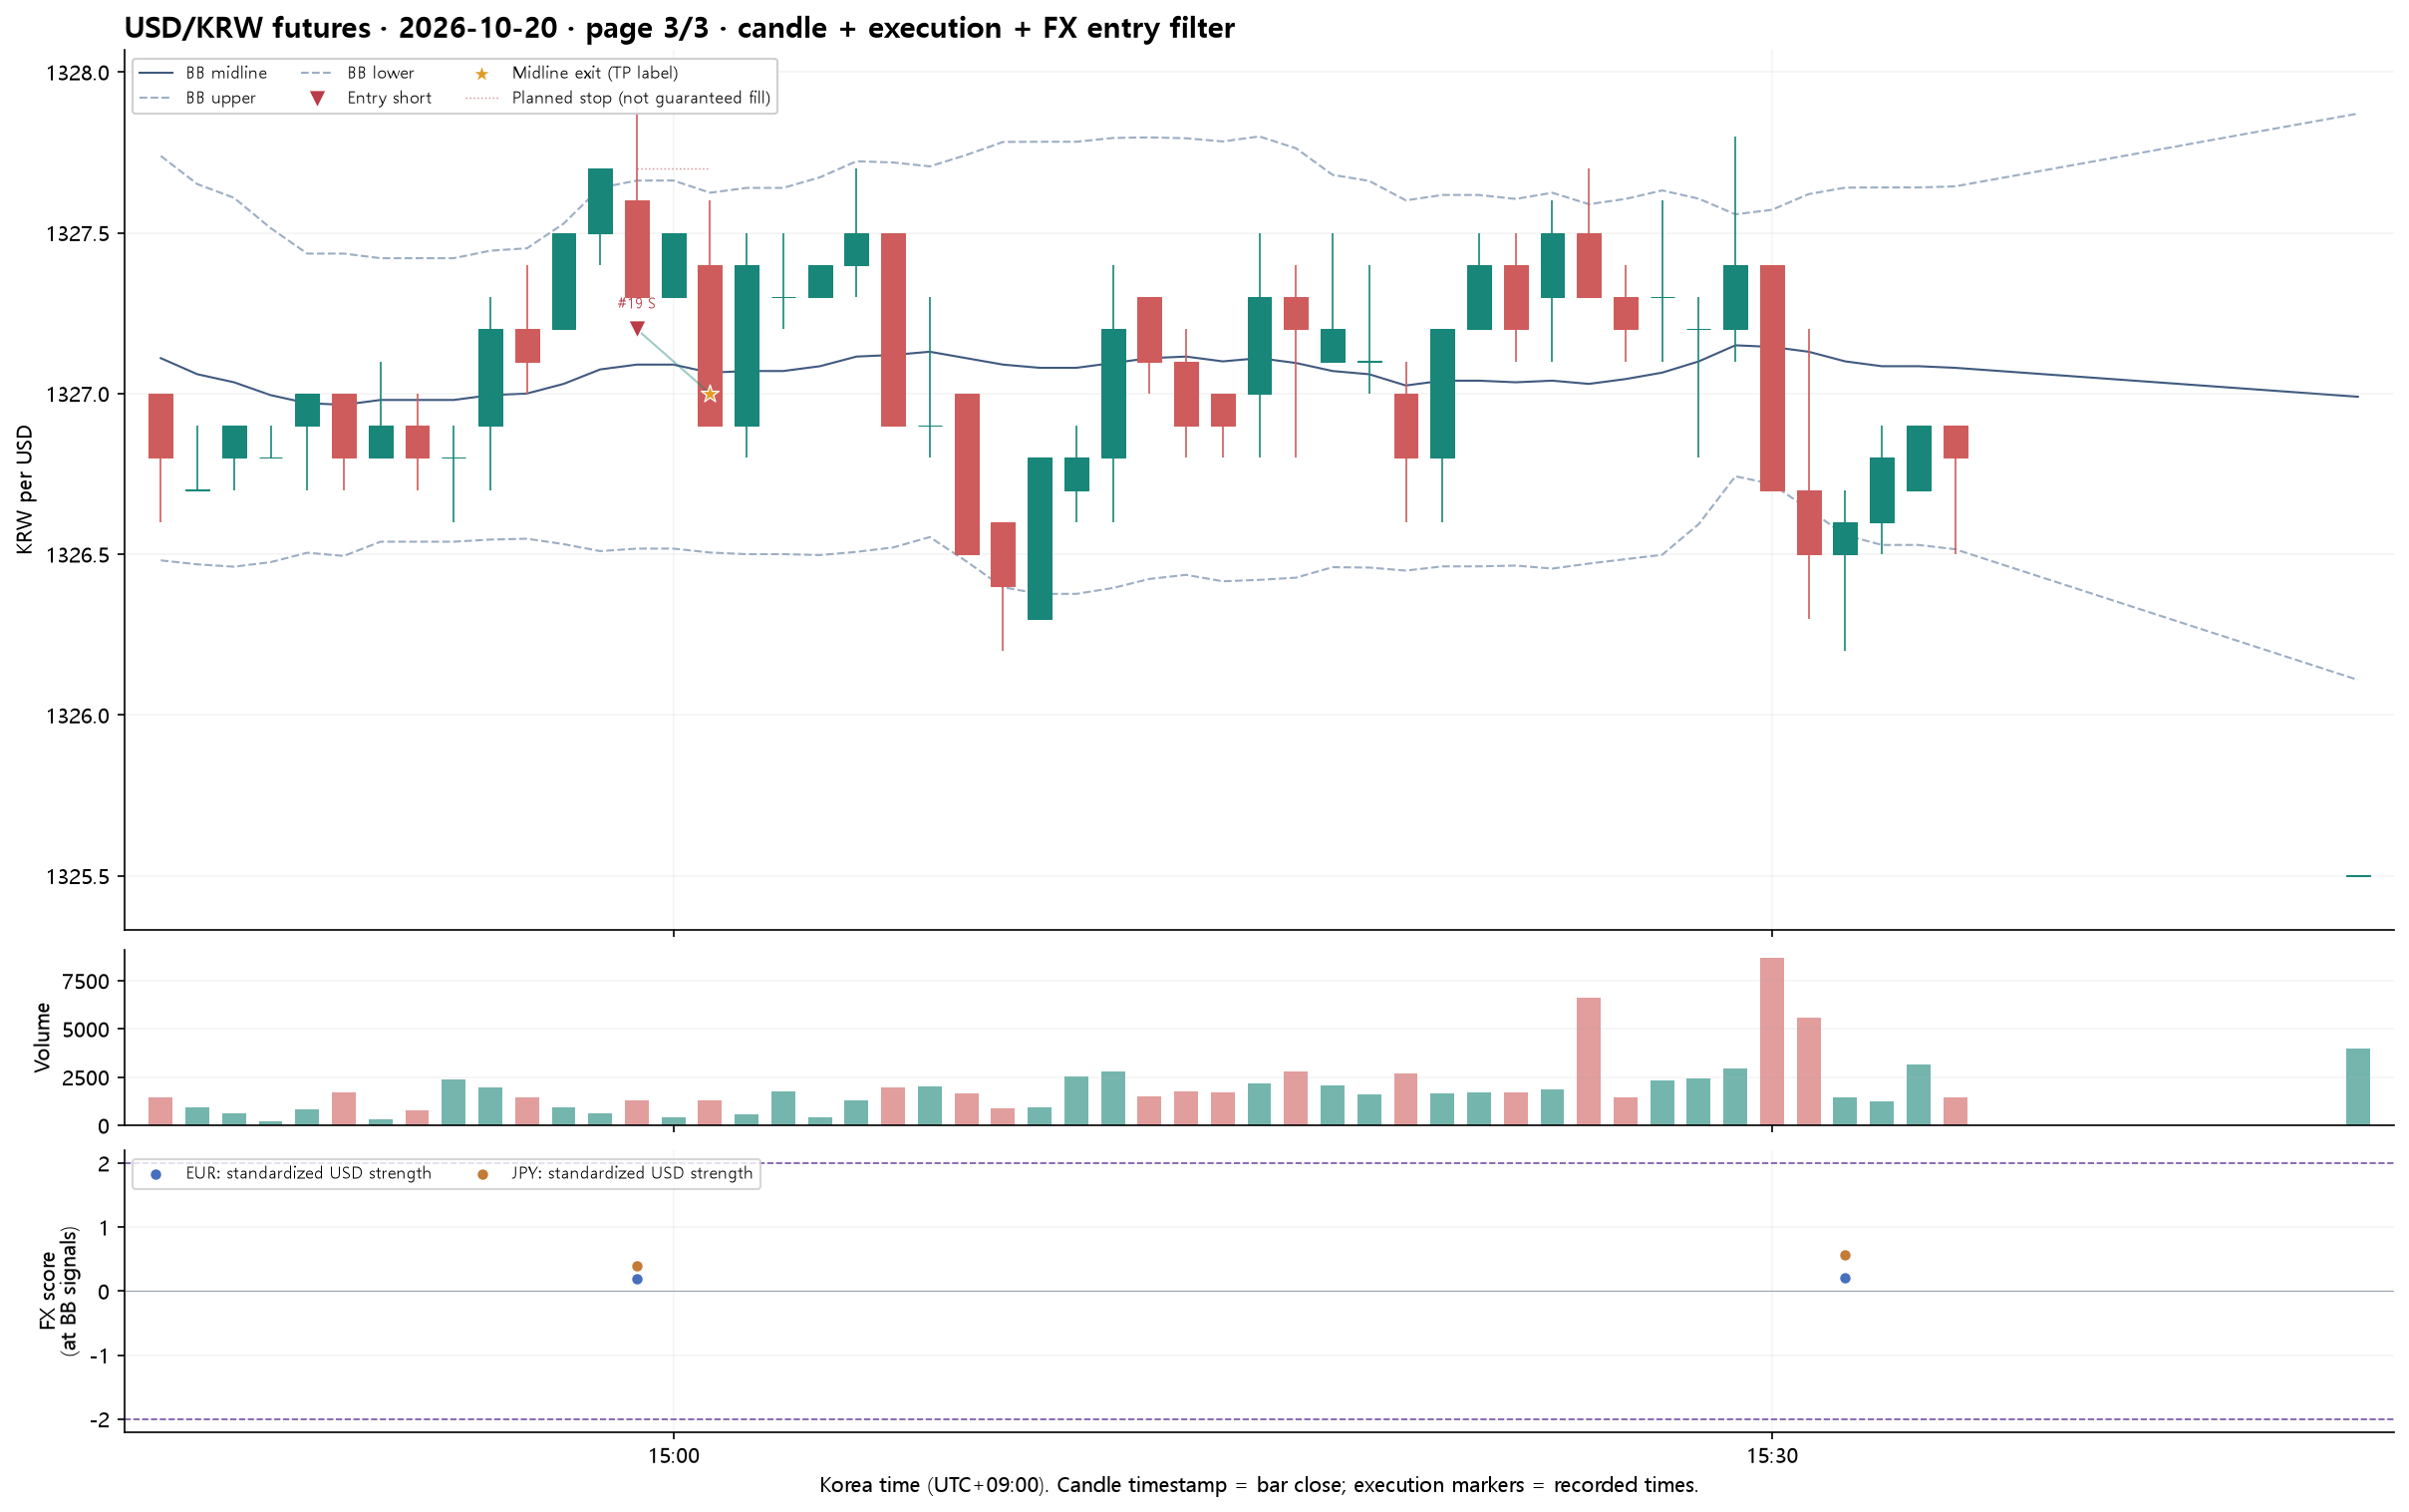 USD/KRW futures · 2026-10-20 · page 3/3 · candle + execution + FX entry filter
BB midline
BB upper
BB lower
Entry short
Midline exit (TP label)
Planned stop (not guaranteed fill)
KRW per USD
1328.0
1327.5
1327.0
1326.5
1326.0
1325.5
#19 S
Volume
7500
5000
2500
0
EUR: standardized USD strength
JPY: standardized USD strength
FX score
(at BB signals)
2
1
0
-1
-2
15:00
15:30
Korea time (UTC+09:00). Candle timestamp = bar close; execution markers = recorded times.